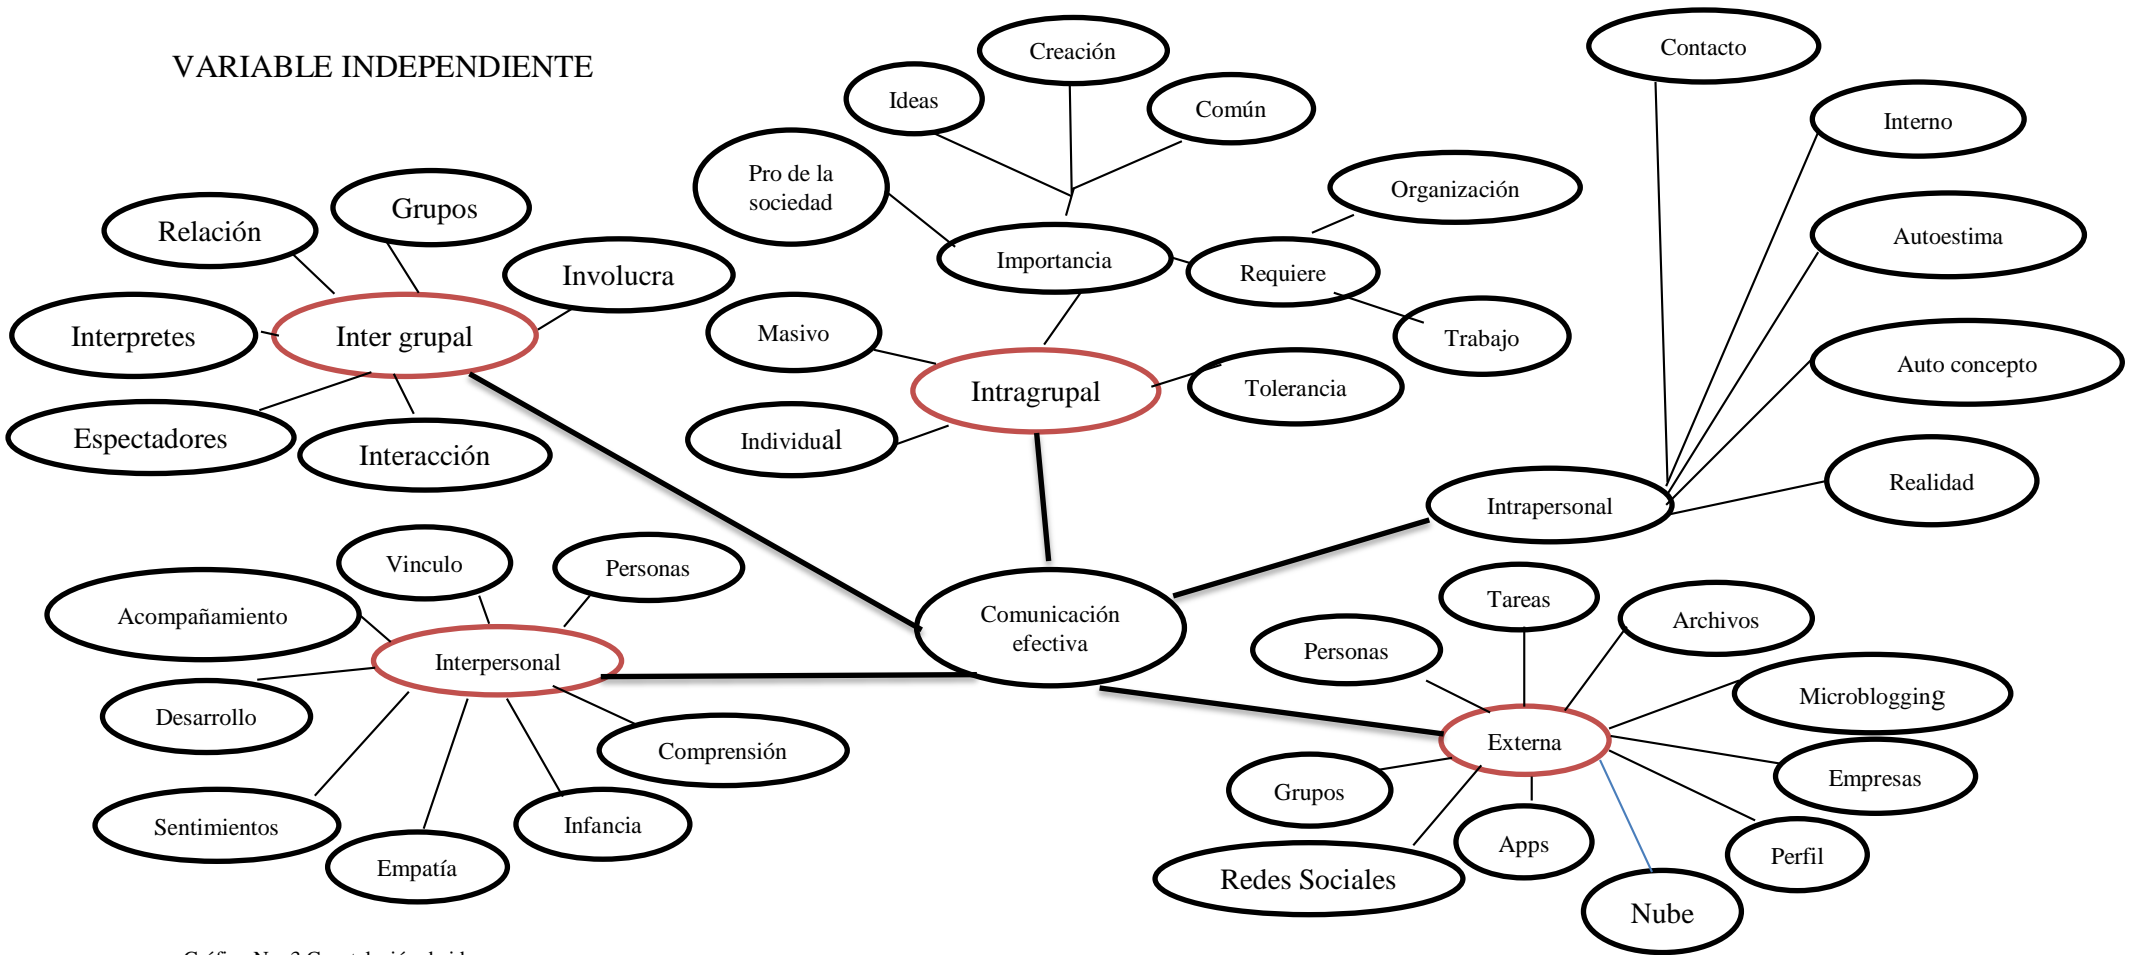 VARIABLE INDEPENDIENTE
Creación
Contacto
Ideas
Común
Interno
Pro de la
sociedad
Organización
Grupos
Relación
Autoestima
Importancia
Requiere
Involucra
Masivo
Trabajo
Interpretes
Inter grupal
Auto concepto
Intragrupal
Tolerancia
Espectadores
Individual
Interacción
Realidad
Intrapersonal
Vinculo
Personas
Tareas
Acompañamiento
Comunicación
efectiva
Archivos
Personas
Interpersonal
Microblogging
Desarrollo
Externa
Comprensión
Empresas
Grupos
Sentimientos
Infancia
Apps
Perfil
Empatía
Redes Sociales
Nube